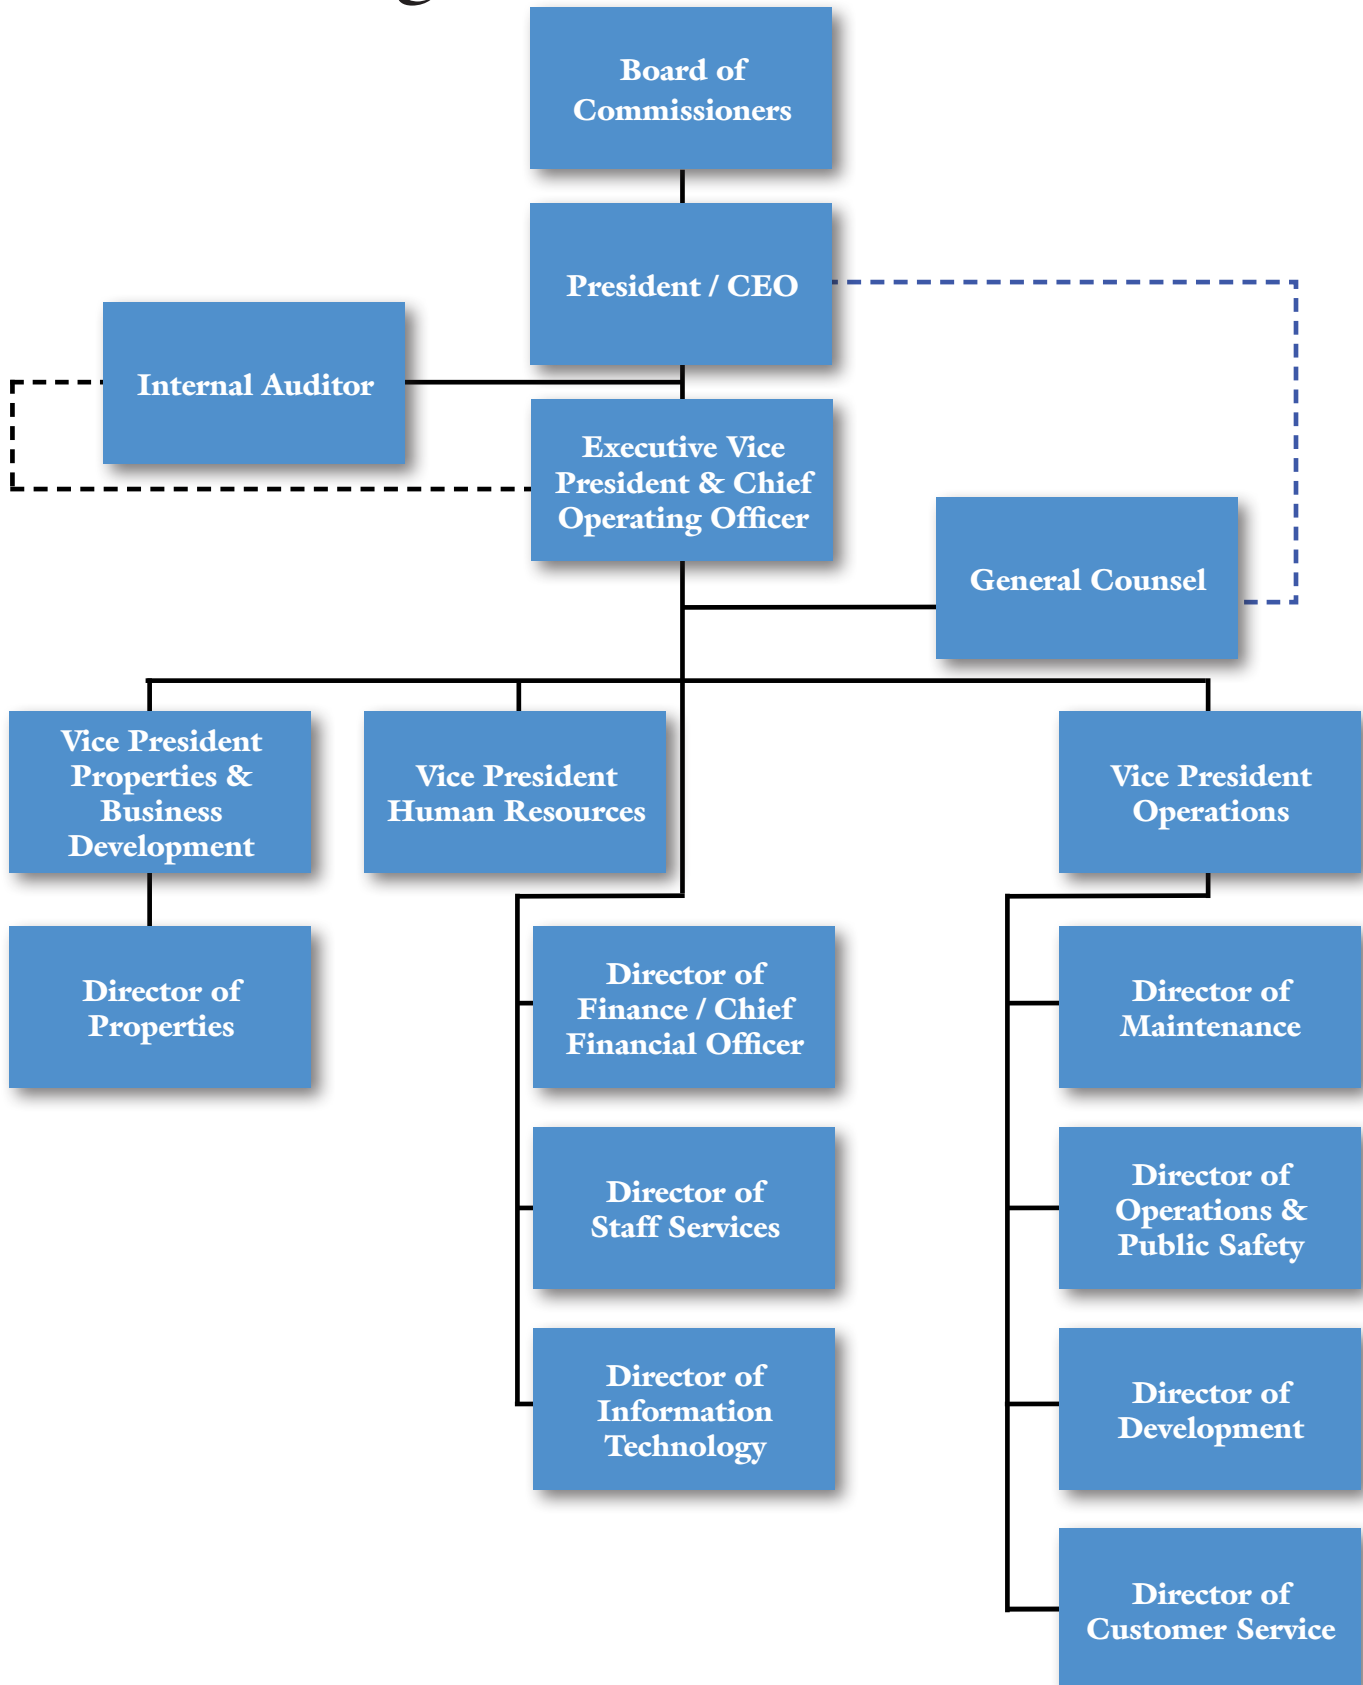 Board of
Commissioners
President / CEO
Internal Auditor
Executive Vice
President & Chief
Operating Officer
General Counsel
Vice President
Properties &
Business
Development
Vice President
Human Resources
Vice President
Operations
Director of
Properties
Director of
Finance / Chief
Financial Officer
Director of
Maintenance
Director of
Staff Services
Director of
Operations &
Public Safety
Director of
Information
Technology
Director of
Development
Director of
Customer Service